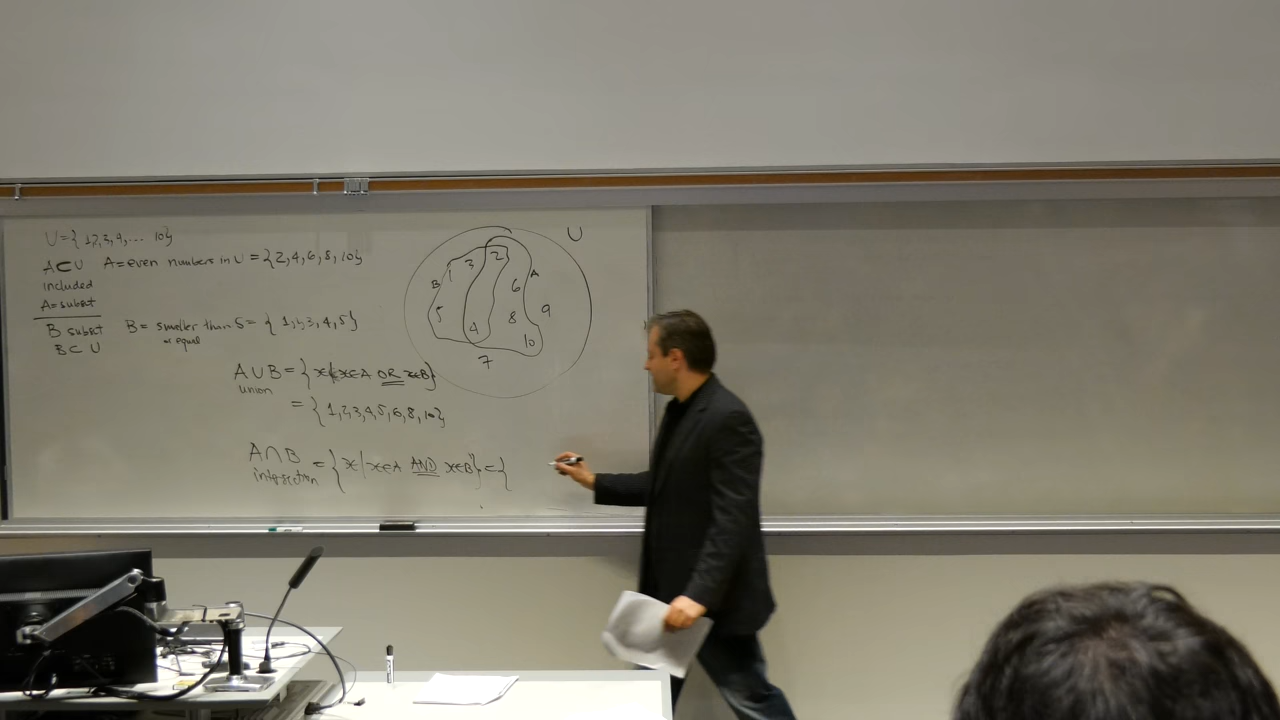 U={1,2,3,4,... 10}
A⊂U A=even numbers in U={2,4,6,8,10}
included
A=subset
B subset B= smaller than 5={1,2,3,4,5}
or equal
B⊂U
A∪B={x|x∈A OR x∈B}
union
={1,2,3,4,5,6,8,10}
A∩B={x|x∈A AND x∈B}={
intersection
U
B 1 3 2 A
5 6 9
4 8 10
7